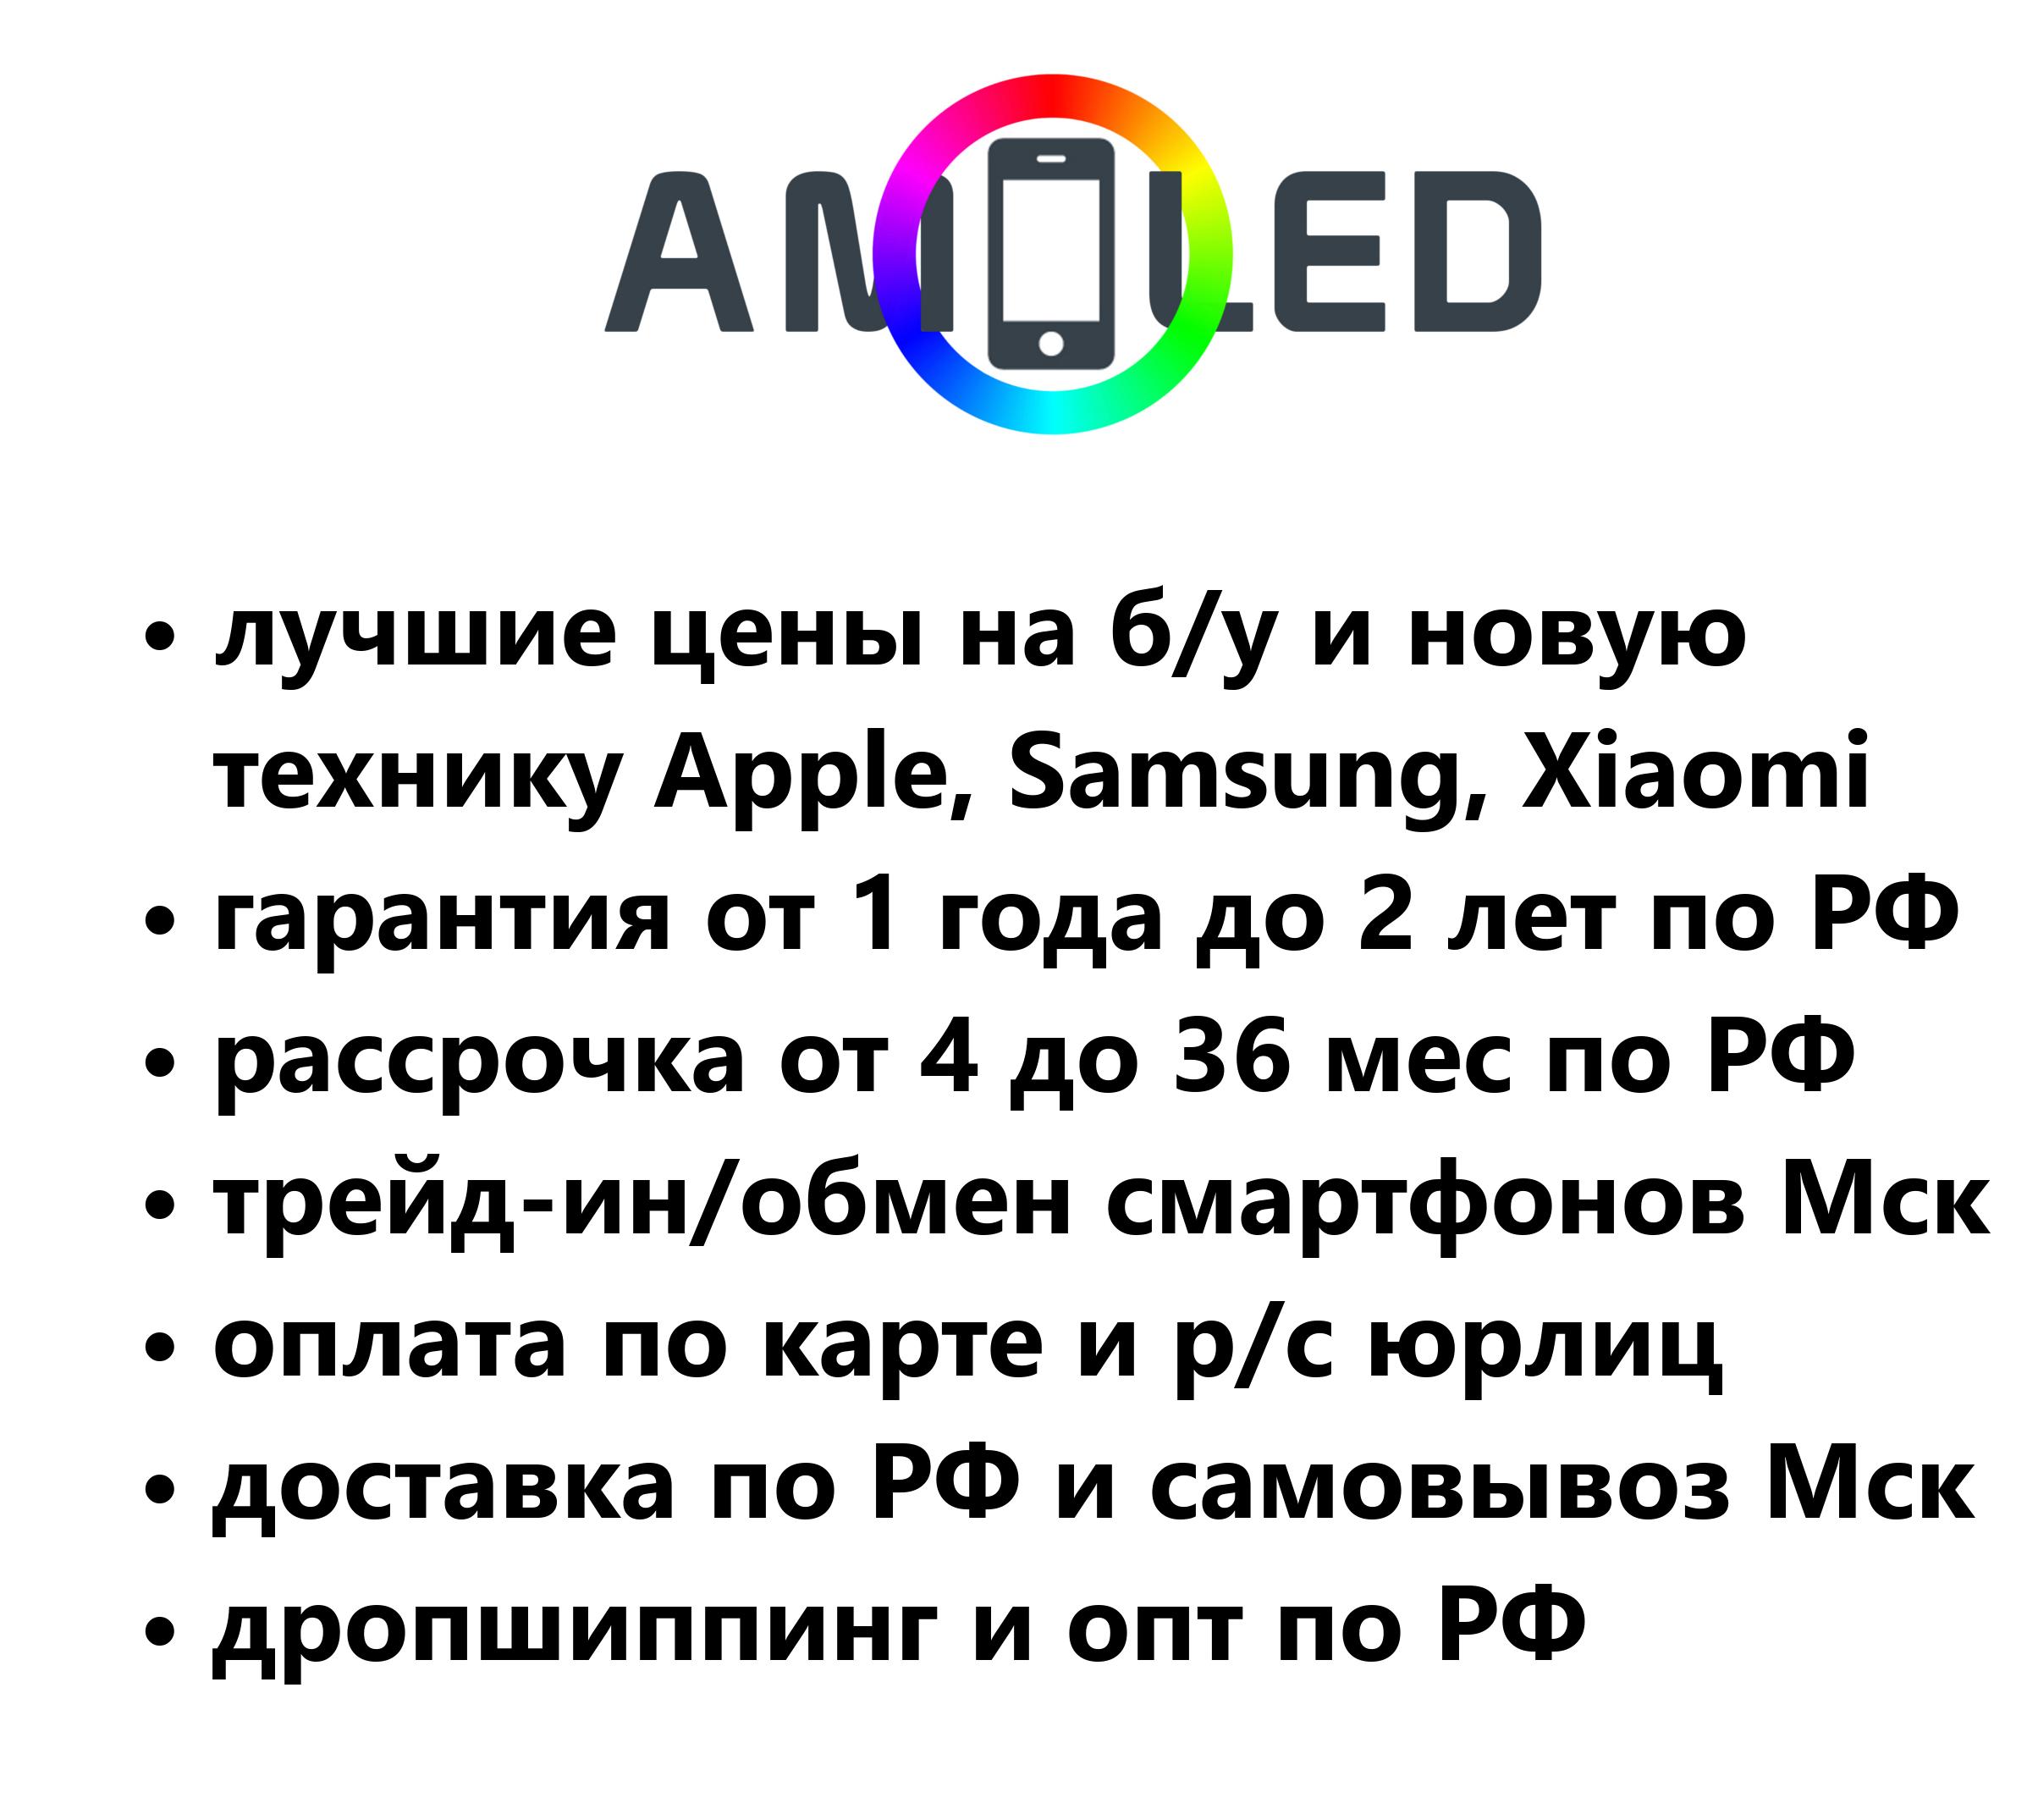 AMOLED
• лучшие цены на б/у и новую
технику Apple, Samsung, Xiaomi
• гарантия от 1 года до 2 лет по РФ
• рассрочка от 4 до 36 мес по РФ
• трейд-ин/обмен смартфонов Мск
• оплата по карте и р/с юрлиц
• доставка по РФ и самовывоз Мск
• дропшиппинг и опт по РФ